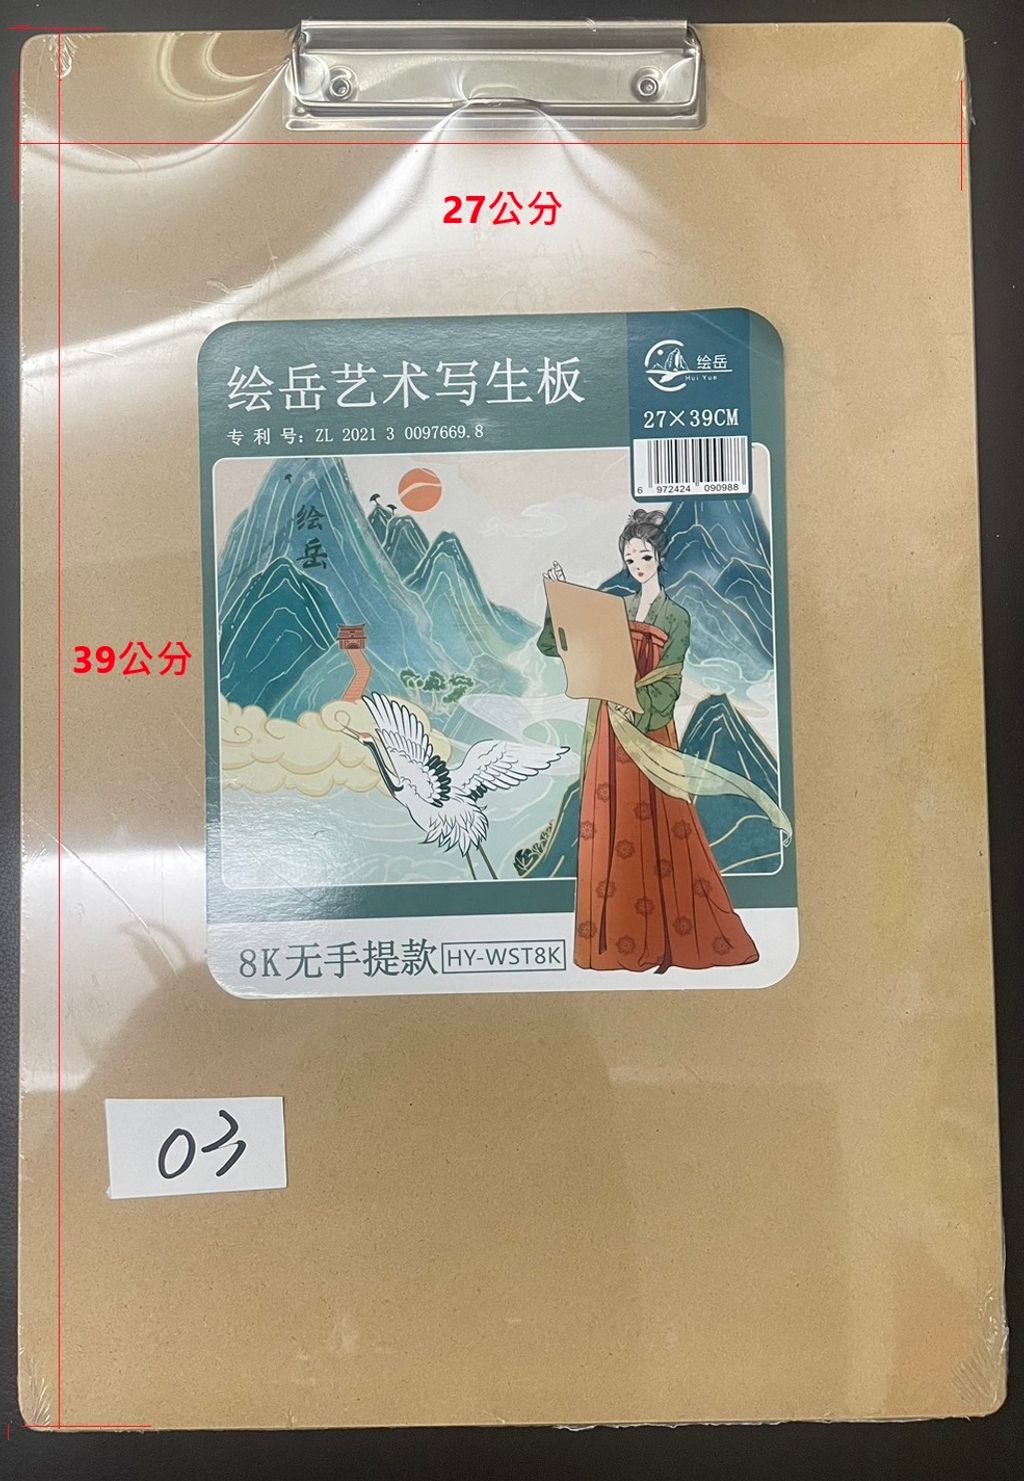 27公分
绘岳艺术写生板
专利号: ZL 2021 3 0097669.8
绘岳
Hui Yue
27×39CM
6 972424 090988
绘
岳
39公分
8K无手提款 HY-WST8K
03